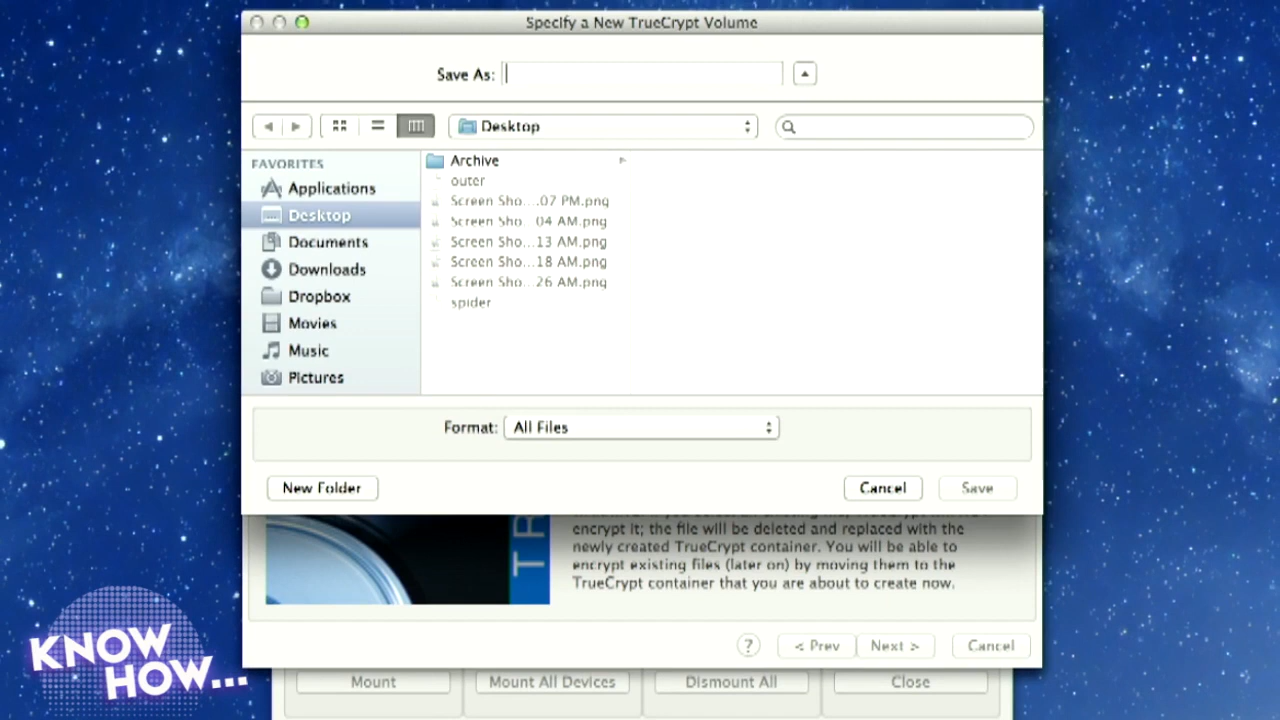 Specify a New TrueCrypt Volume
Save As:
Desktop
FAVORITES
Applications
Desktop
Documents
Downloads
Dropbox
Movies
Music
Pictures
Archive
outer
Screen Sho....07 PM.png
Screen Sho...04 AM.png
Screen Sho...13 AM.png
Screen Sho...18 AM.png
Screen Sho...26 AM.png
spider
Format: All Files
New Folder Cancel Save
encrypt it; the file will be deleted and replaced with the
newly created TrueCrypt container. You will be able to
encrypt existing files (later on) by moving them to the
TrueCrypt container that you are about to create now.
TR
? < Prev Next > Cancel
Mount Mount All Devices Dismount All Close
KNOW
HOW...